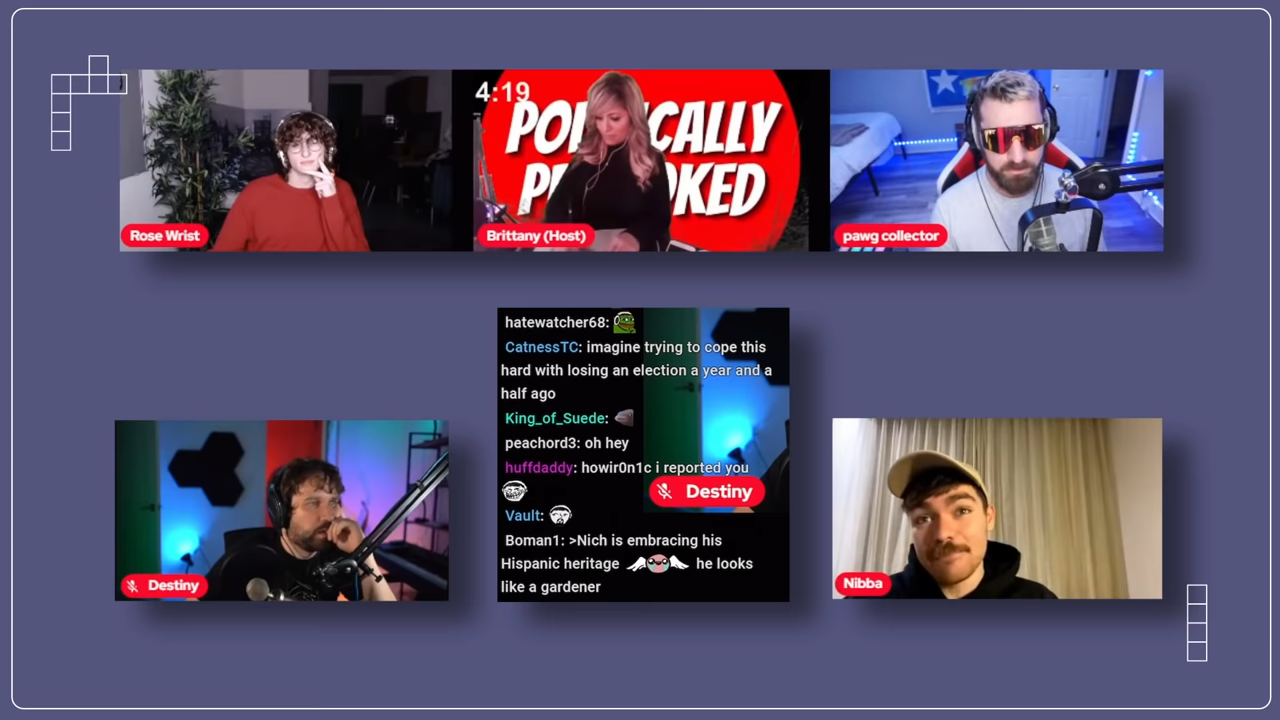 4:19
POLITICALLY
PROVOKED
Rose Wrist
Brittany (Host)
pawg collector
hatewatcher68:
CatnessTC: imagine trying to cope this
hard with losing an election a year and a
half ago
King_of_Suede:
peachord3: oh hey
huffdaddy: howir0n1c i reported you
Destiny
Vault:
Boman1: >Nich is embracing his
Hispanic heritage he looks
like a gardener
Destiny
Nibba